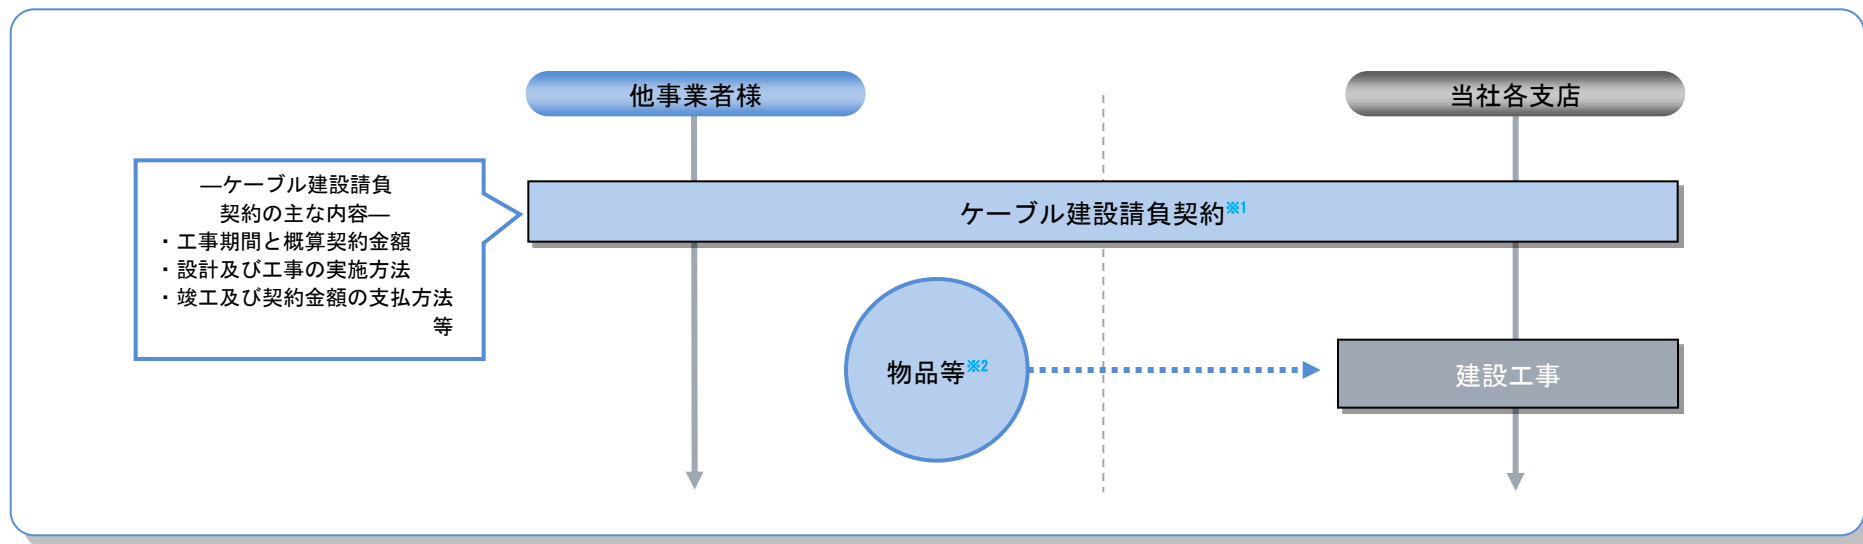 他事業者様
当社各支店
―ケーブル建設請負
契約の主な内容―
・工事期間と概算契約金額
・設計及び工事の実施方法
・竣工及び契約金額の支払方法
等
ケーブル建設請負契約※1
物品等※2
建設工事